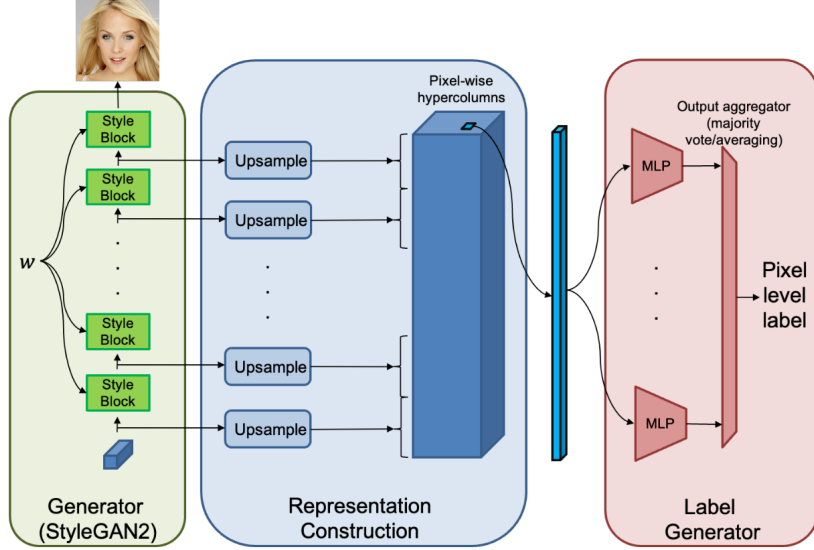 Style
Block
Style
Block
w
.
.
.
Style
Block
Style
Block
Generator
(StyleGAN2)
Pixel-wise
hypercolumns
Upsample
Upsample
.
.
.
Upsample
Upsample
Representation
Construction
Output aggregator
(majority
vote/averaging)
MLP
.
.
.
MLP
Pixel
level
label
Label
Generator